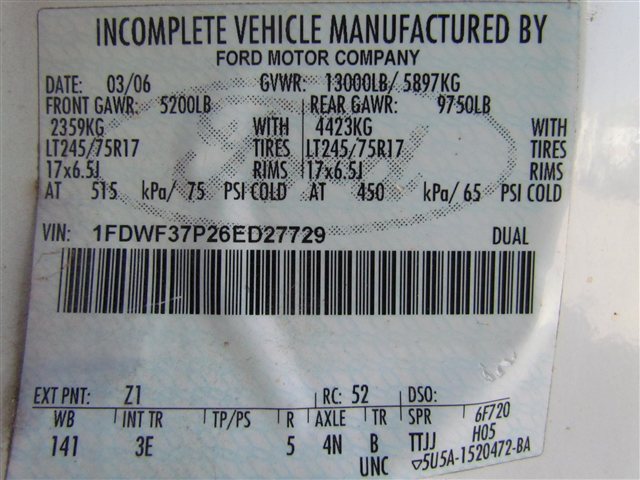 INCOMPLETE VEHICLE MANUFACTURED BY
FORD MOTOR COMPANY
DATE: 03/06 GVWR: 13000LB/ 5897KG
FRONT GAWR: 5200LB REAR GAWR: 9750LB
2359KG WITH 4423KG WITH
LT245/75R17 TIRES LT245/75R17 TIRES
17x6.5J RIMS 17x6.5J RIMS
AT 515 kPa/ 75 PSI COLD AT 450 kPa/ 65 PSI COLD
VIN: 1FDWF37P26ED27729 DUAL
EXT PNT: Z1 RC: 52 DSO:
WB INT TR TP/PS R AXLE TR SPR 6F720
141 3E 5 4N B TTJJ H05
UNC ▽5U5A-1520472-BA